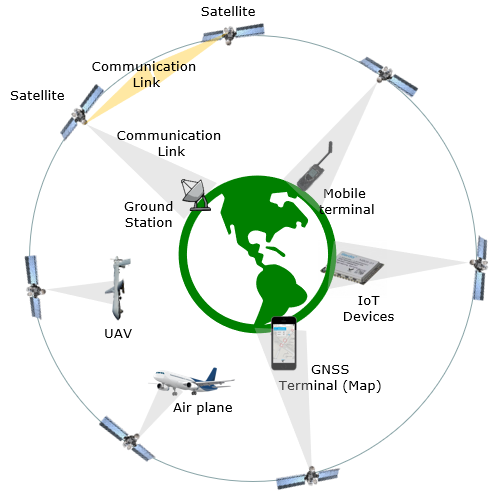 Satellite
Communication
Link
Satellite
Communication
Link
Ground
Station
Mobile
terminal
IoT
Devices
UAV
GNSS
Terminal (Map)
Air plane